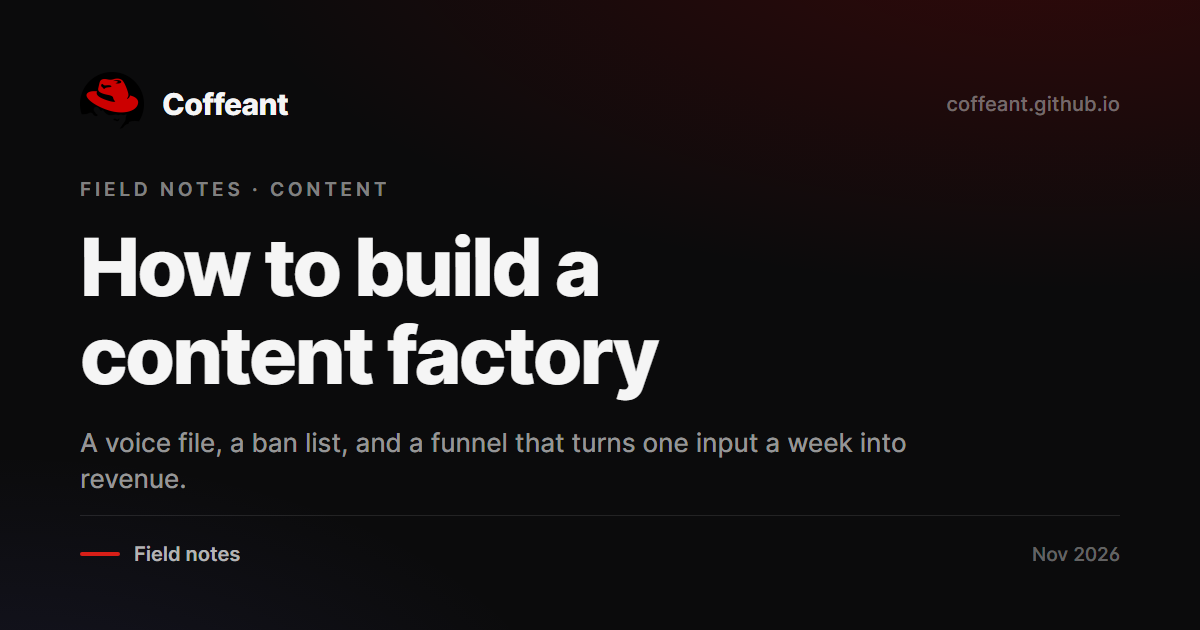 Coffeant
coffeant.github.io
FIELD NOTES · CONTENT
How to build a
content factory
A voice file, a ban list, and a funnel that turns one input a week into
revenue.
Field notes
Nov 2026